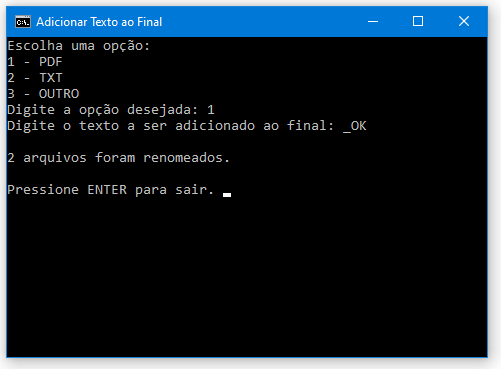 Adicionar Texto ao Final
Escolha uma opção:
1 - PDF
2 - TXT
3 - OUTRO
Digite a opção desejada: 1
Digite o texto a ser adicionado ao final: _OK
2 arquivos foram renomeados.
Pressione ENTER para sair.